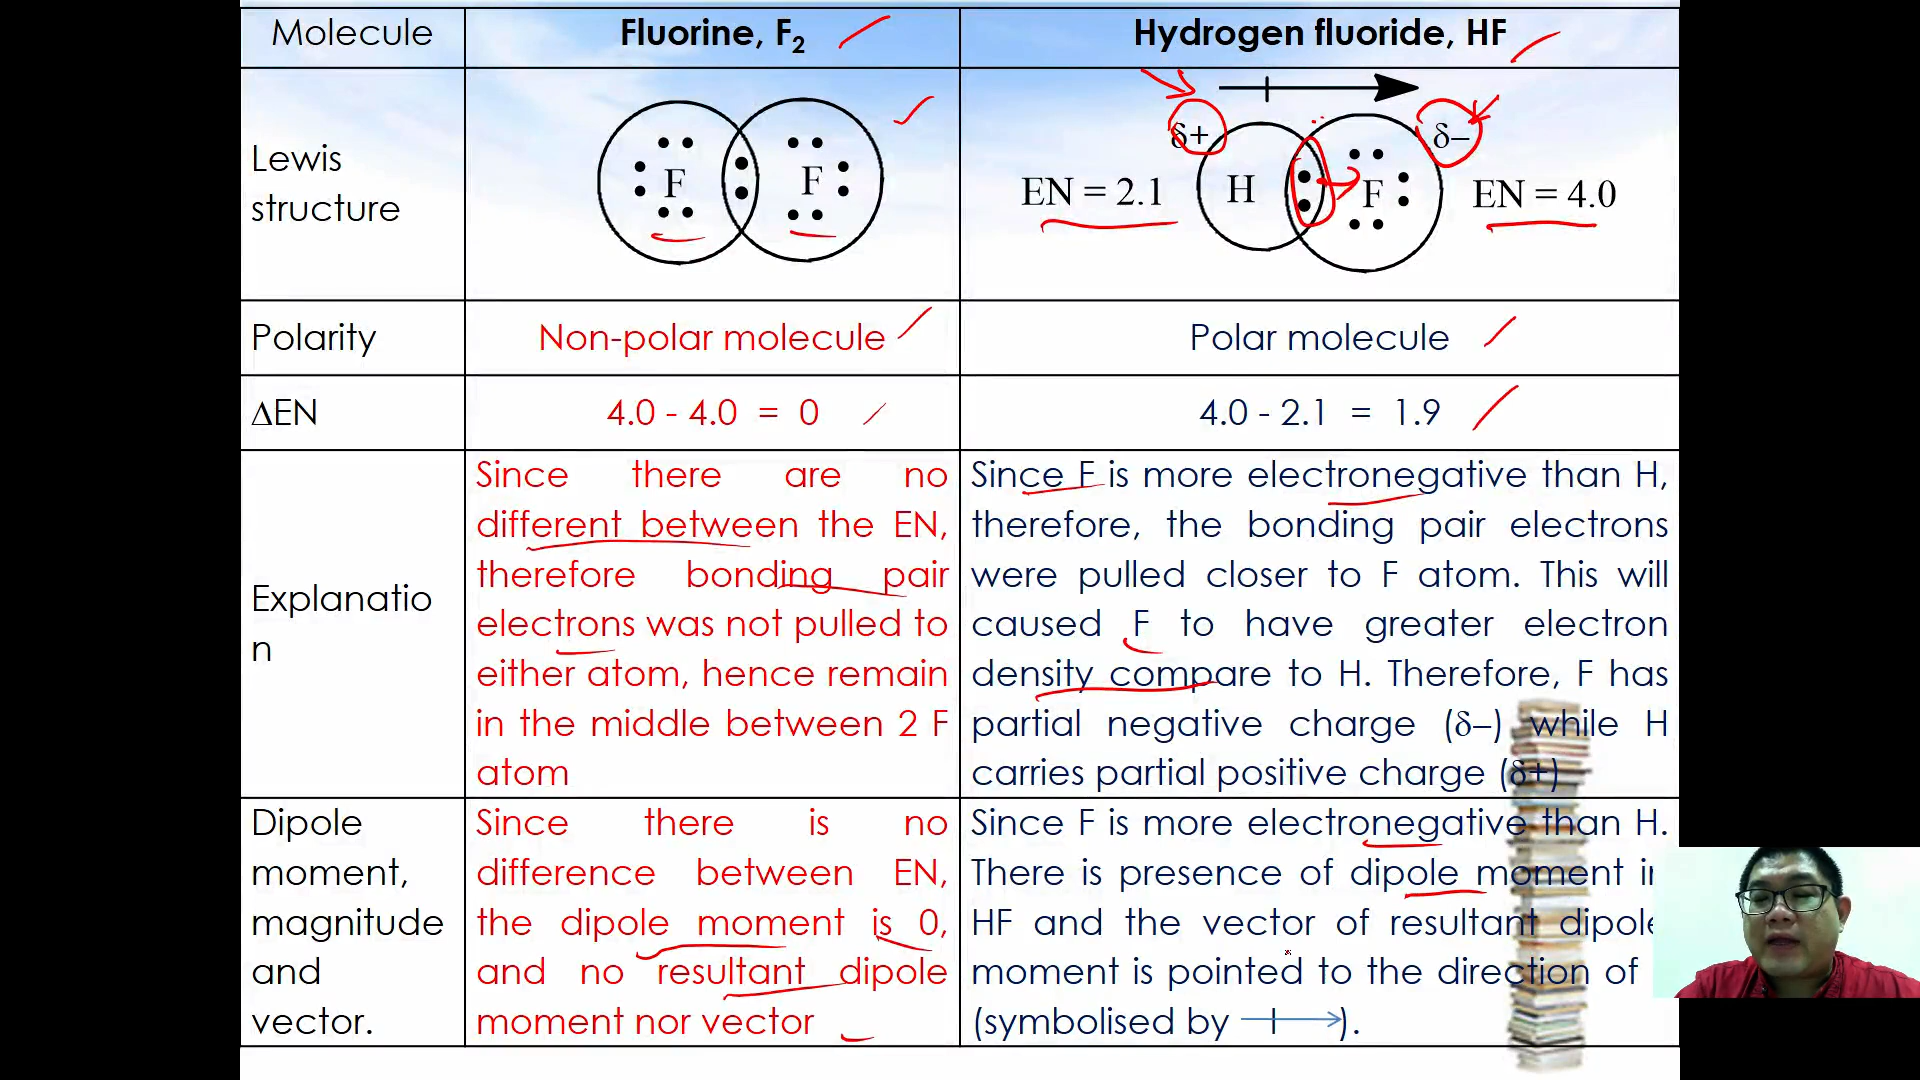 Molecule
Fluorine, F₂
Hydrogen fluoride, HF
Lewis
structure
F
F
δ+
δ–
EN = 2.1
H
F
EN = 4.0
Polarity
Non-polar molecule
Polar molecule
ΔEN
4.0 - 4.0 = 0
4.0 - 2.1 = 1.9
Explanatio
n
Since there are no
different between the EN,
therefore bonding pair
electrons was not pulled to
either atom, hence remain
in the middle between 2 F
atom
Since F is more electronegative than H,
therefore, the bonding pair electrons
were pulled closer to F atom. This will
caused F to have greater electron
density compare to H. Therefore, F has
partial negative charge (δ–) while H
carries partial positive charge (δ+)
Dipole
moment,
magnitude
and
vector.
Since there is no
difference between EN,
the dipole moment is 0,
and no resultant dipole
moment nor vector
Since F is more electronegative than H.
There is presence of dipole moment in
HF and the vector of resultant dipole
moment is pointed to the direction of
(symbolised by ).